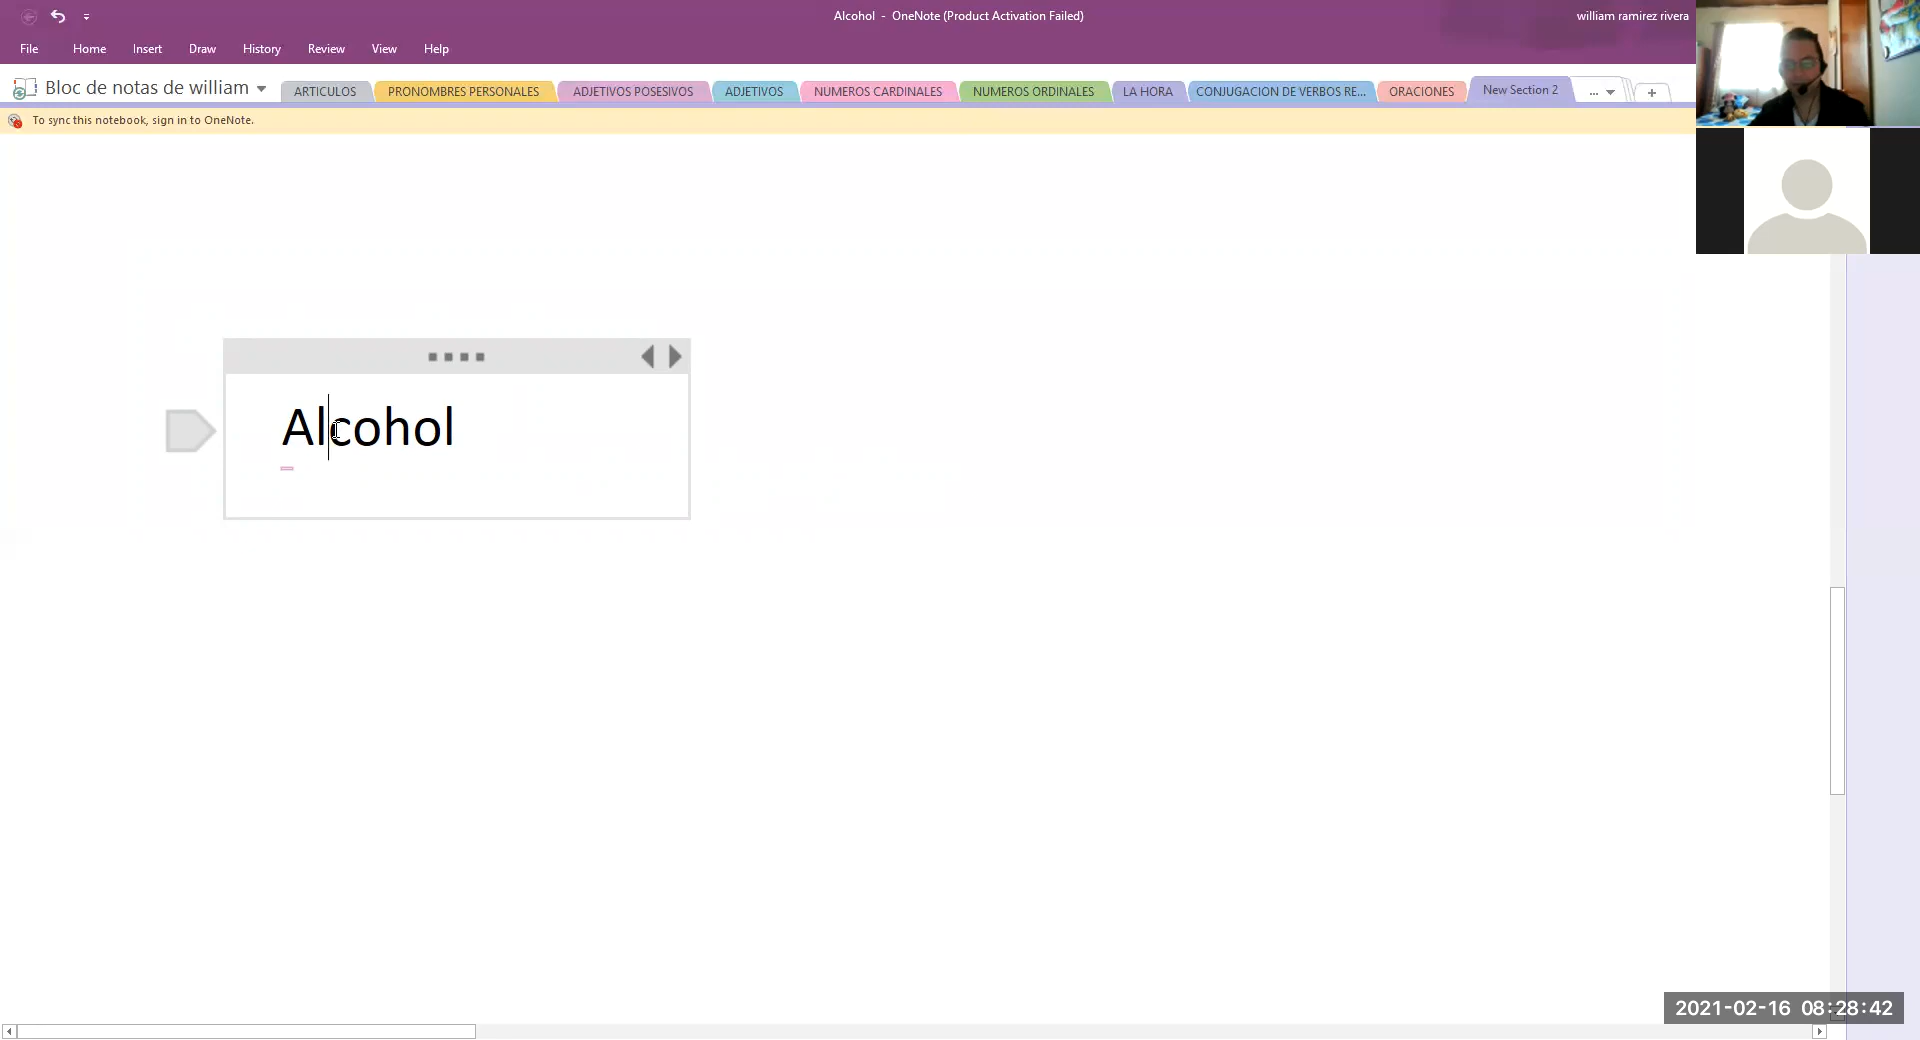 Alcohol - OneNote (Product Activation Failed)
william ramirez rivera
File Home Insert Draw History Review View Help
Bloc de notas de william
ARTICULOS PRONOMBRES PERSONALES ADJETIVOS POSESIVOS ADJETIVOS NUMEROS CARDINALES NUMEROS ORDINALES LA HORA CONJUGACION DE VERBOS RE... ORACIONES New Section 2 ...
To sync this notebook, sign in to OneNote.
Alcohol
2021-02-16 08:28:42